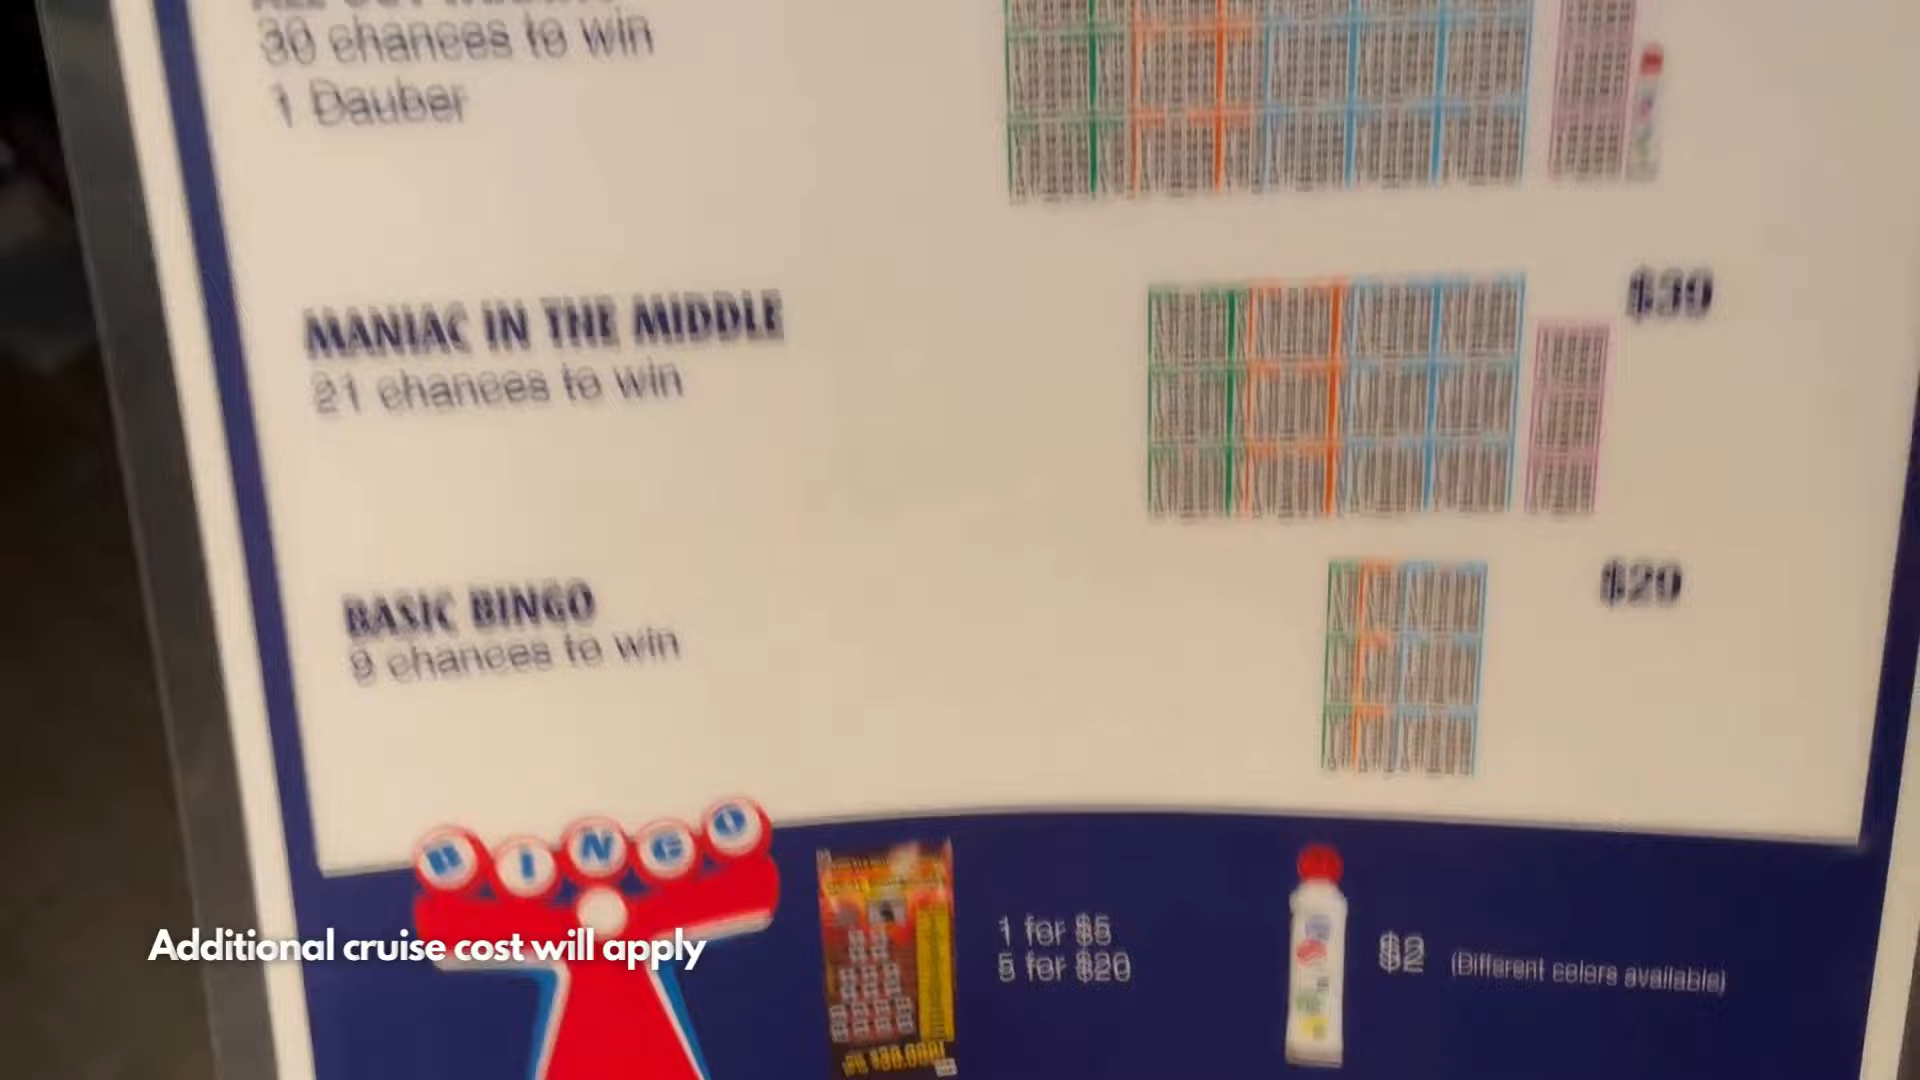 30 chances to win
1 Dauber
MANIAC IN THE MIDDLE
21 chances to win
$30
BASIC BINGO
9 chances to win
$20
BINGO
1 for $5
5 for $20
$2 (Different colors available)
Additional cruise cost will apply